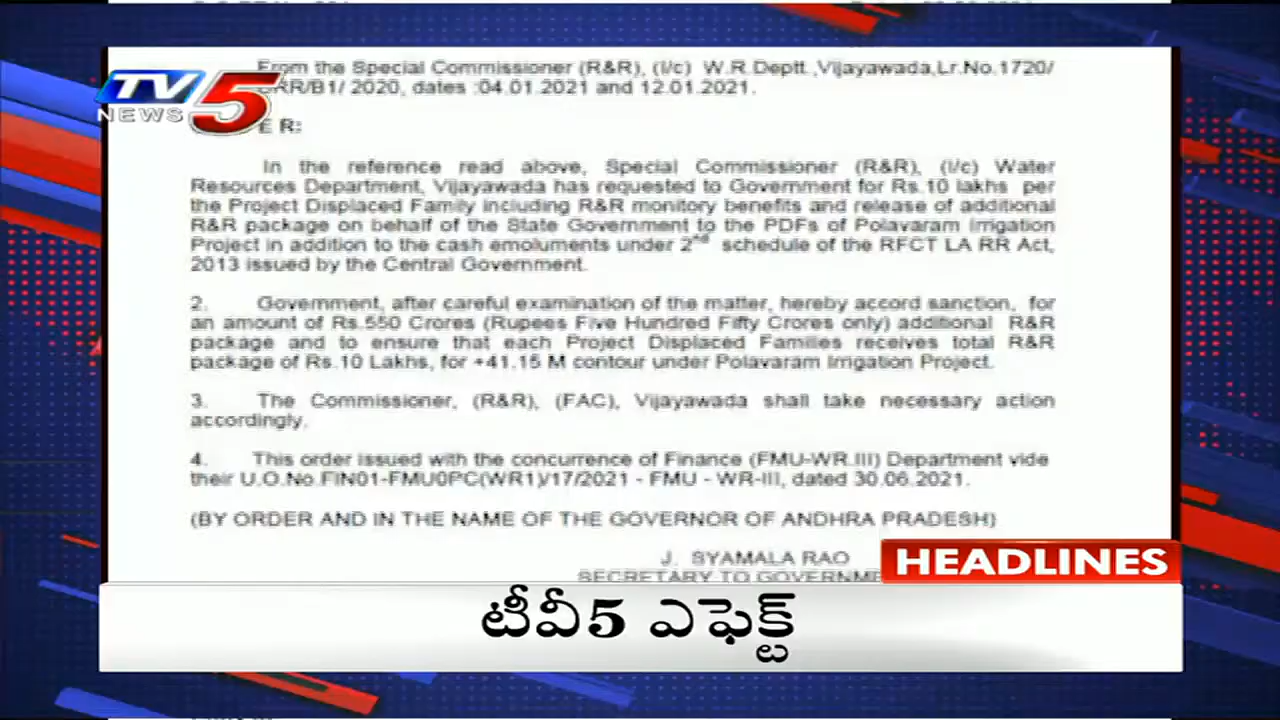 From the Special Commissioner (R&R), (I/c) W.R.Deptt.,Vijayawada,Lr.No.1720/
RR/B1/ 2020, dates :04.01.2021 and 12.01.2021.
TV5
NEWS
E R:
In the reference read above, Special Commissioner (R&R), (I/c) Water
Resources Department, Vijayawada has requested to Government for Rs.10 lakhs per
the Project Displaced Family including R&R monitory benefits and release of additional
R&R package on behalf of the State Government to the PDFs of Polavaram Irrigation
Project in addition to the cash emoluments under 2nd schedule of the RFCT LA RR Act,
2013 issued by the Central Government.
2. Government, after careful examination of the matter, hereby accord sanction, for
an amount of Rs.550 Crores (Rupees Five Hundred Fifty Crores only) additional R&R
package and to ensure that each Project Displaced Families receives total R&R
package of Rs.10 Lakhs, for +41.15 M contour under Polavaram Irrigation Project.
3. The Commissioner, (R&R), (FAC), Vijayawada shall take necessary action
accordingly.
4. This order issued with the concurrence of Finance (FMU-WR.III) Department vide
their U.O.No.FIN01-FMU0PC(WR1)/17/2021 - FMU - WR-III, dated 30.06.2021.
(BY ORDER AND IN THE NAME OF THE GOVERNOR OF ANDHRA PRADESH)
J. SYAMALA RAO
SECRETARY TO GOVERNME
HEADLINES
టీవీ5 ఎఫెక్ట్